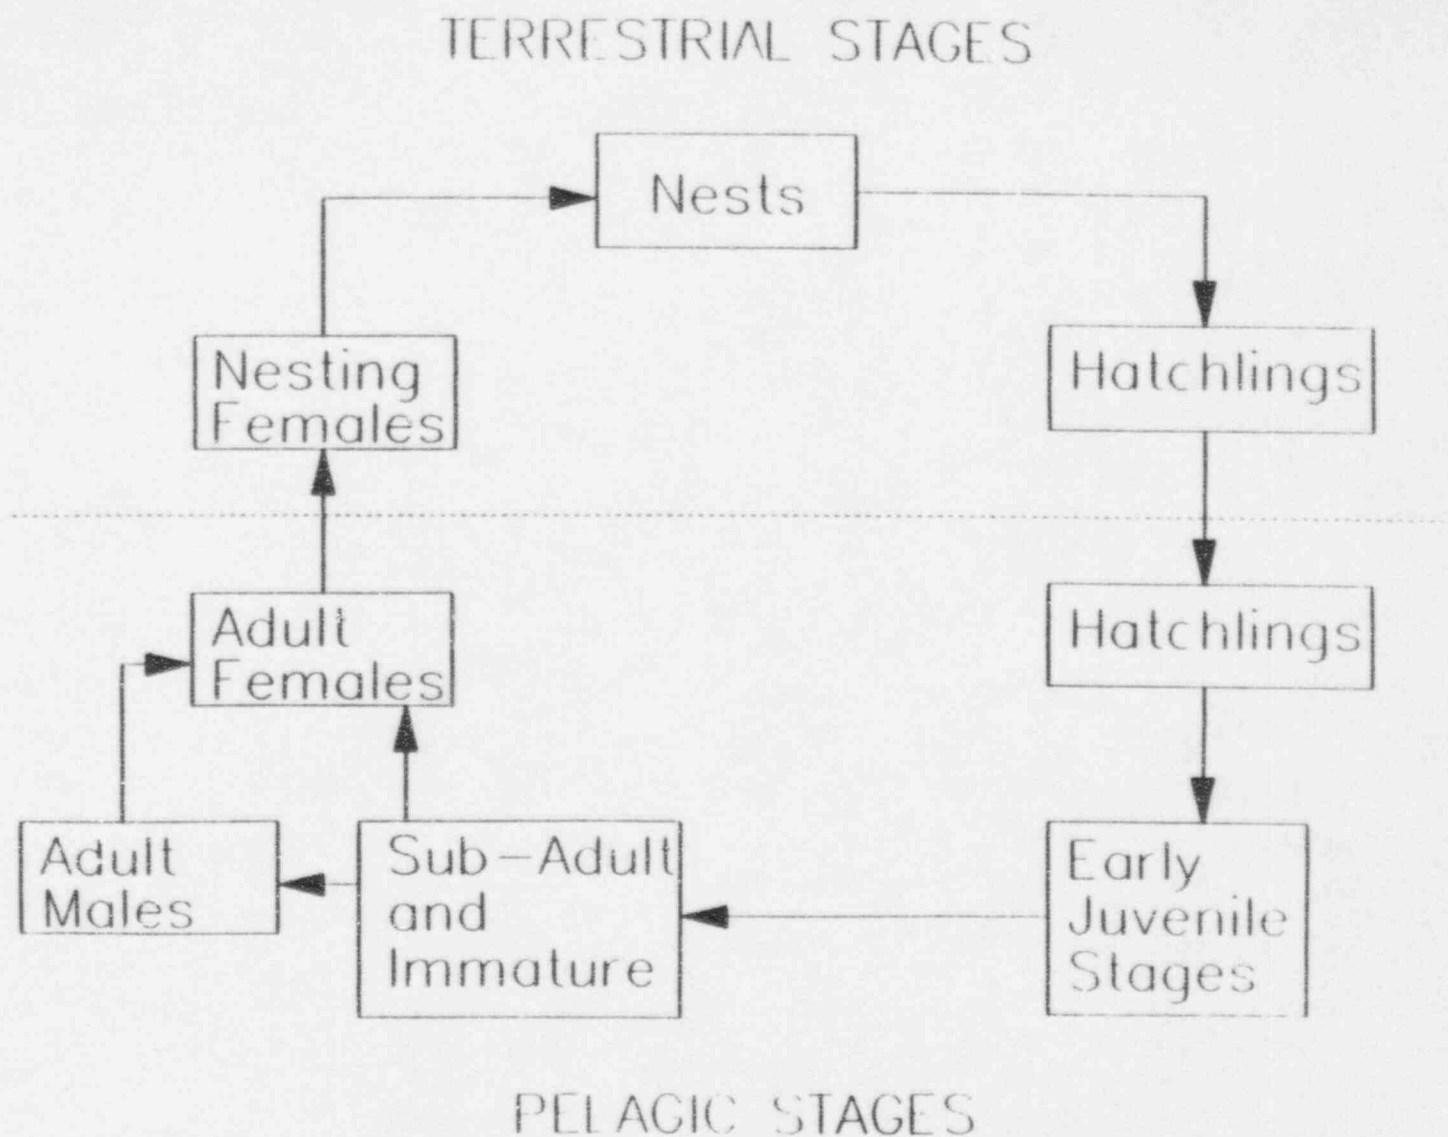 TERRESTRIAL STAGES
Nests
Nesting
Females
Hatchlings
Adult
Females
Hatchlings
Adult
Males
Sub-Adult
and
Immature
Early
Juvenile
Stages
PELAGIC STAGES